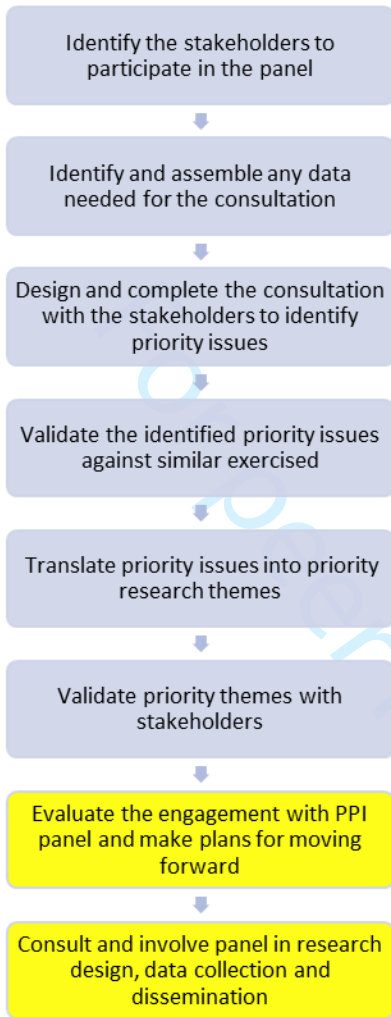 Identify the stakeholders to
participate in the panel
Identify and assemble any data
needed for the consultation
Design and complete the consultation
with the stakeholders to identify
priority issues
Validate the identified priority issues
against similar exercised
Translate priority issues into priority
research themes
Validate priority themes with
stakeholders
Evaluate the engagement with PPI
panel and make plans for moving
forward
Consult and involve panel in research
design, data collection and
dissemination